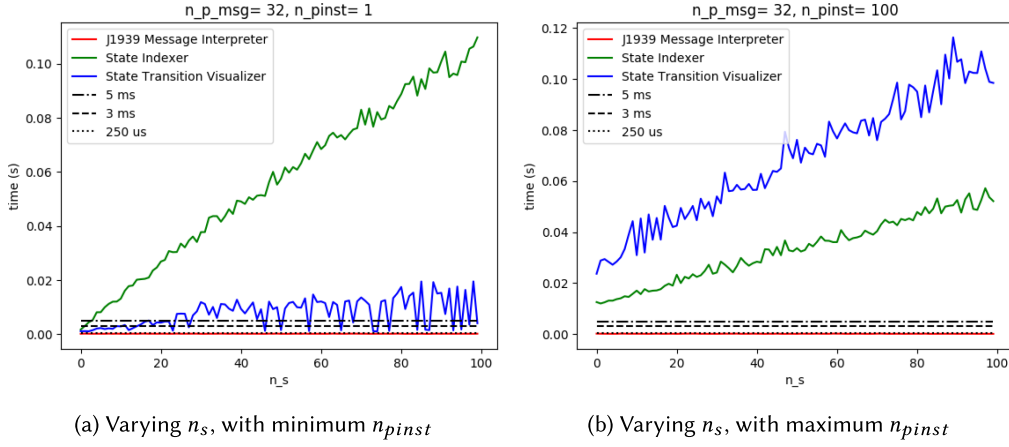 n_p_msg= 32, n_pinst= 1
J1939 Message Interpreter
State Indexer
State Transition Visualizer
5 ms
3 ms
250 us
0.10
0.08
0.06
0.04
0.02
0.00
time (s)
0
20
40
60
80
100
n_s
(a) Varying n_s, with minimum n_pinst
n_p_msg= 32, n_pinst= 100
J1939 Message Interpreter
State Indexer
State Transition Visualizer
5 ms
3 ms
250 us
0.12
0.10
0.08
0.06
0.04
0.02
0.00
time (s)
0
20
40
60
80
100
n_s
(b) Varying n_s, with maximum n_pinst